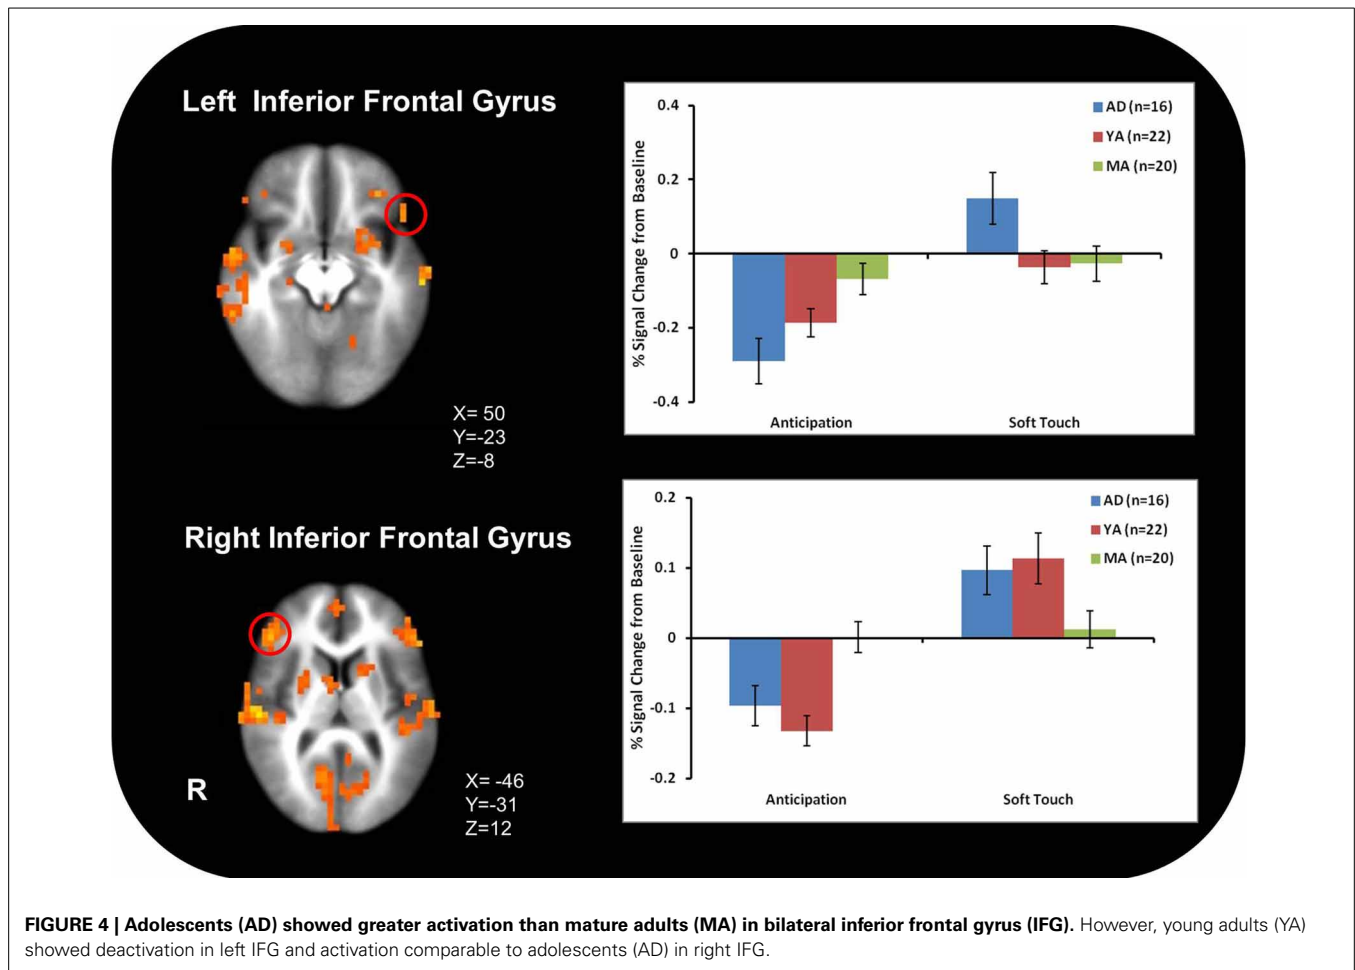 Left  Inferior Frontal Gyrus
X= 50
Y=-23
Z=-8
% Signal Change from Baseline
0.4
0.2
0
-0.2
-0.4
AD (n=16)
YA (n=22)
MA (n=20)
Anticipation
Soft Touch
Right Inferior Frontal Gyrus
R
X= -46
Y=-31
Z=12
% Signal Change from Baseline
0.2
0.1
0
-0.1
-0.2
AD (n=16)
YA (n=22)
MA (n=20)
Anticipation
Soft Touch
FIGURE 4 | Adolescents (AD) showed greater activation than mature adults (MA) in bilateral inferior frontal gyrus (IFG). However, young adults (YA)
showed deactivation in left IFG and activation comparable to adolescents (AD) in right IFG.